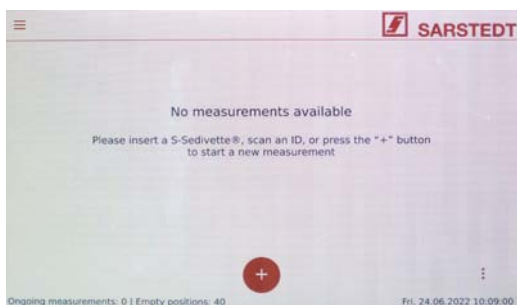 SARSTEDT
No measurements available
Please insert a S-Sedivette®, scan an ID, or press the "+" button
to start a new measurement
+
Ongoing measurements: 0 | Empty positions: 40
Fri. 24.06.2022 10:09:00